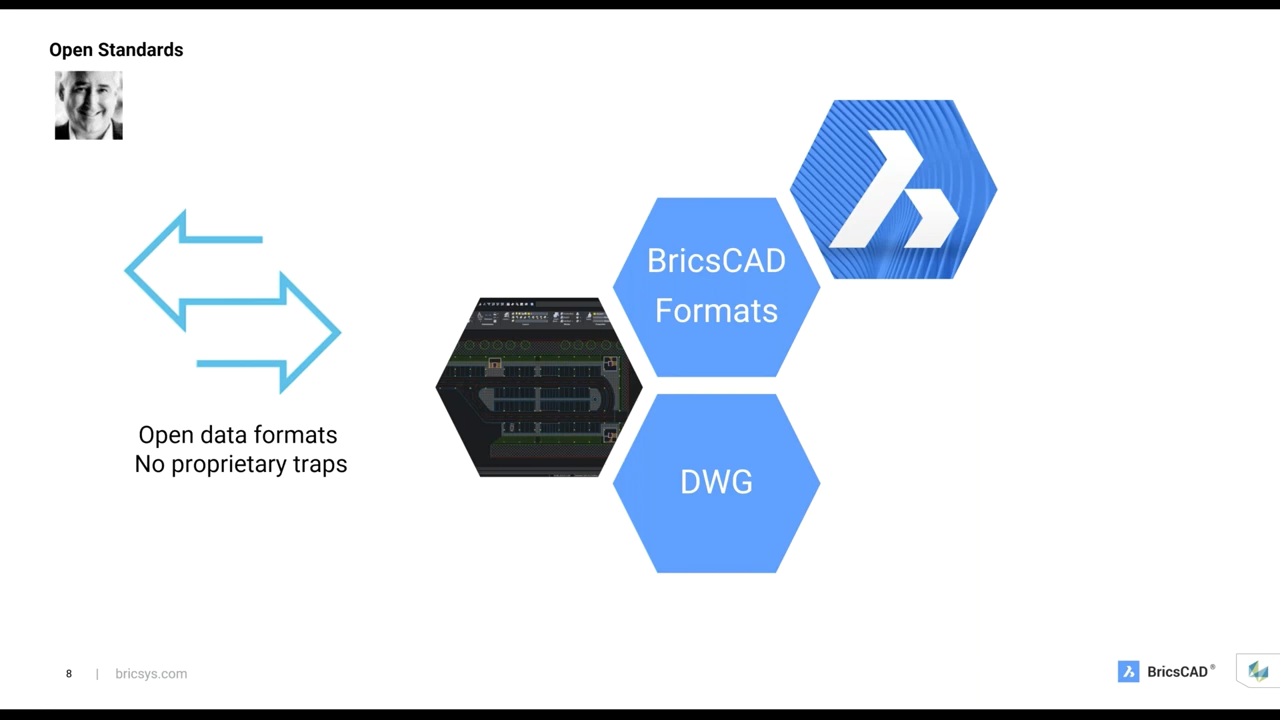 Open Standards
BricsCAD
Formats
DWG
Open data formats
No proprietary traps
8 | bricsys.com
BricsCAD®